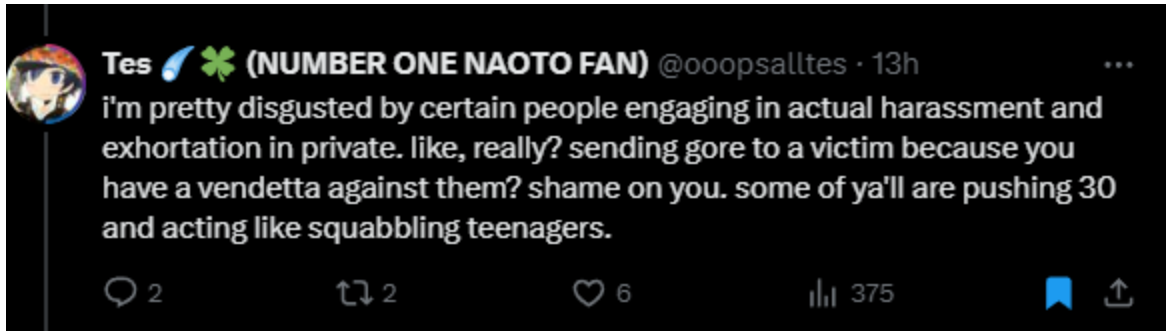 Tes ☄️🍀 (NUMBER ONE NAOTO FAN) @ooopsalltes · 13h
i'm pretty disgusted by certain people engaging in actual harassment and
exhortation in private. like, really? sending gore to a victim because you
have a vendetta against them? shame on you. some of ya'll are pushing 30
and acting like squabbling teenagers.
2 2 6 375